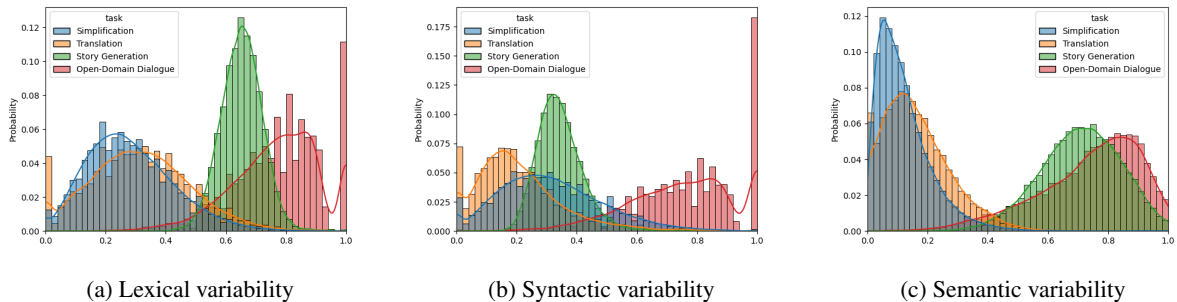 task
Simplification
Translation
Story Generation
Open-Domain Dialogue
Probability
0.12
0.10
0.08
0.06
0.04
0.02
0.00
0.0 0.2 0.4 0.6 0.8 1.0
(a) Lexical variability
task
Simplification
Translation
Story Generation
Open-Domain Dialogue
Probability
0.175
0.150
0.125
0.100
0.075
0.050
0.025
0.000
0.0 0.2 0.4 0.6 0.8 1.0
(b) Syntactic variability
task
Simplification
Translation
Story Generation
Open-Domain Dialogue
Probability
0.12
0.10
0.08
0.06
0.04
0.02
0.00
0.0 0.2 0.4 0.6 0.8 1.0
(c) Semantic variability